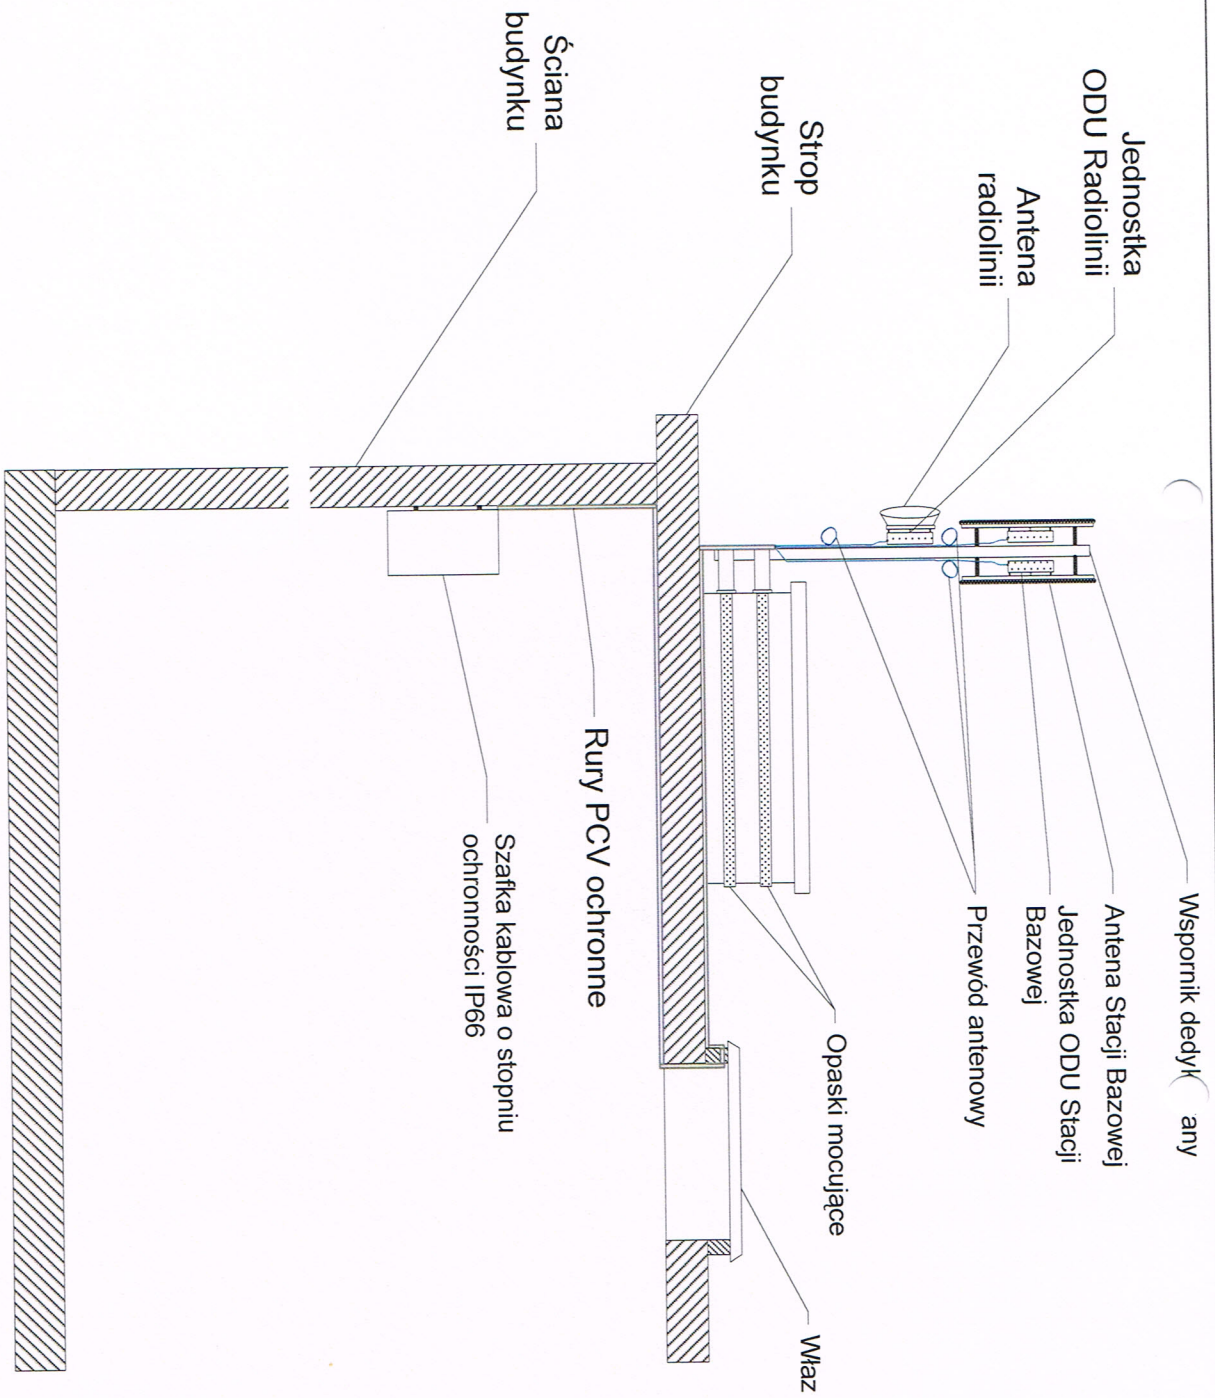 Jednostka
ODU Radiolinii
Antena
radiolinii
Strop
budynku
Ściana
budynku
Wspornik dedyk any
Antena Stacji Bazowej
Jednostka ODU Stacji
Bazowej
Przewód antenowy
Opaski mocujące
Właz
Rury PCV ochronne
Szafka kablowa o stopniu
ochronności IP66